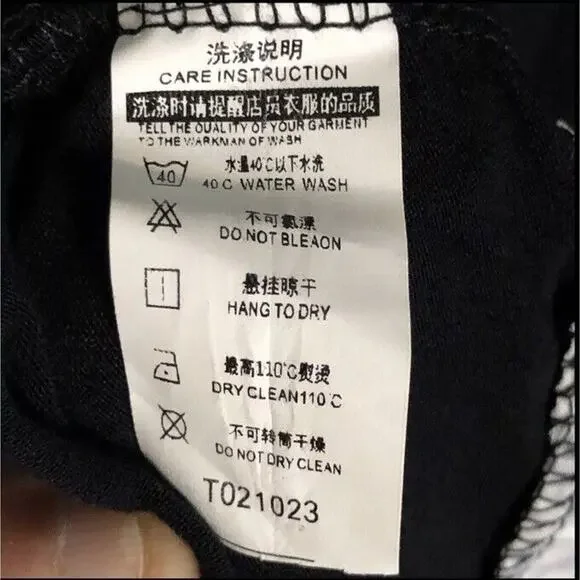 洗涤说明
CARE INSTRUCTION
洗涤时请提醒店员衣服的品质
TELL THE QUALITY OF YOUR GARMENT
TO THE WARKMAN OF WASH
40
水温40℃以下水洗
40 C WATER WASH
不可氯漂
DO NOT BLEAON
悬挂晾干
HANG TO DRY
最高110℃熨烫
DRY CLEAN110℃
不可转筒干燥
DO NOT DRY CLEAN
T021023